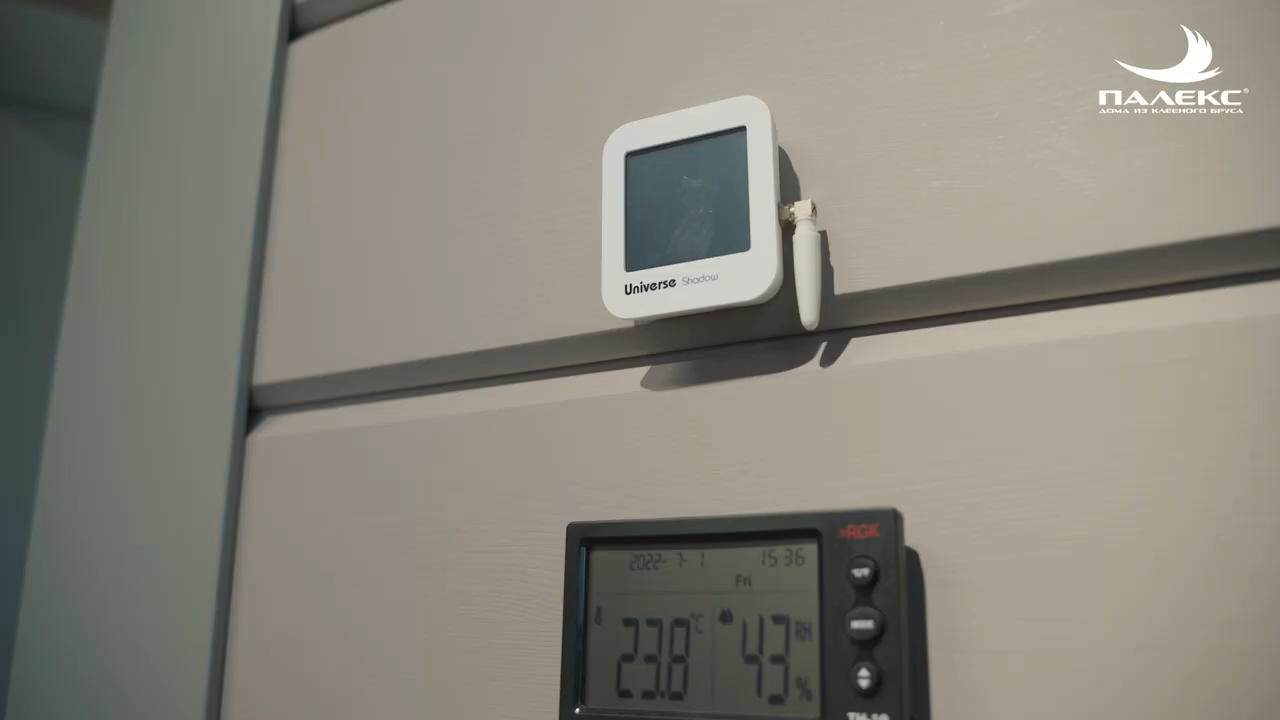 ПАЛЕКС®
ДОМА ИЗ КЛЕЕНОГО БРУСА
Universe Shadow
RGK
2022-7-1 15:36
Fri
23.8 °C 43 RH %
MODE